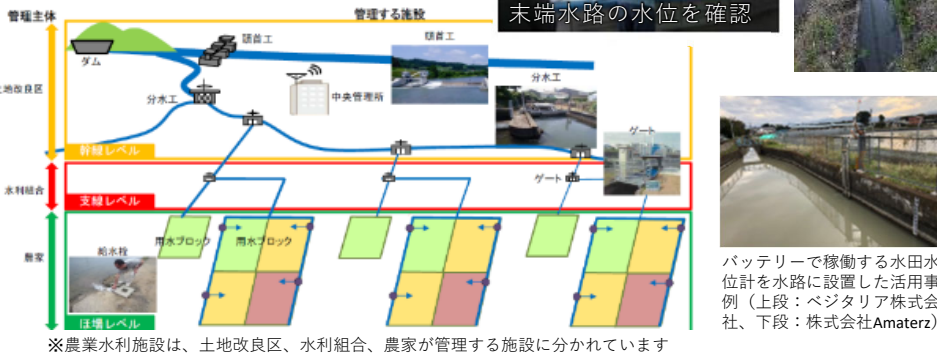 管理主体
管理する施設
末端水路の水位を確認
頭首工
頭首工
ダム
土地改良区
分水工
中央管理所
分水工
ゲート
幹線レベル
水利組合
ゲート
支線レベル
用水ブロック
用水ブロック
農家
給水栓
ほ場レベル
バッテリーで稼働する水田水
位計を水路に設置した活用事
例（上段：ベジタリア株式会
社、下段：株式会社Amaterz）
※農業水利施設は、土地改良区、水利組合、農家が管理する施設に分かれています